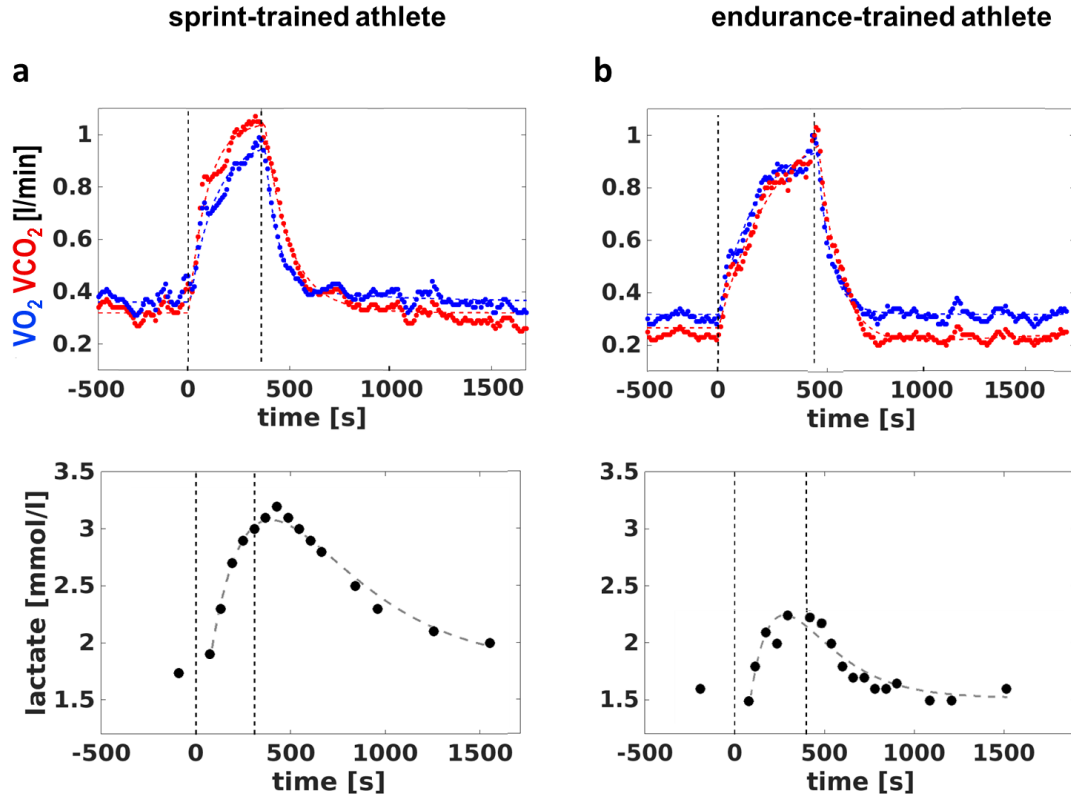 sprint-trained athlete
endurance-trained athlete
a
b
VO2 VCO2 [l/min]
1
0.8
0.6
0.4
0.2
-500 0 500 1000 1500
time [s]
1
0.8
0.6
0.4
0.2
-500 0 500 1000 1500
time [s]
lactate [mmol/l]
3.5
3
2.5
2
1.5
-500 0 500 1000 1500
time [s]
3.5
3
2.5
2
1.5
-500 0 500 1000 1500
time [s]